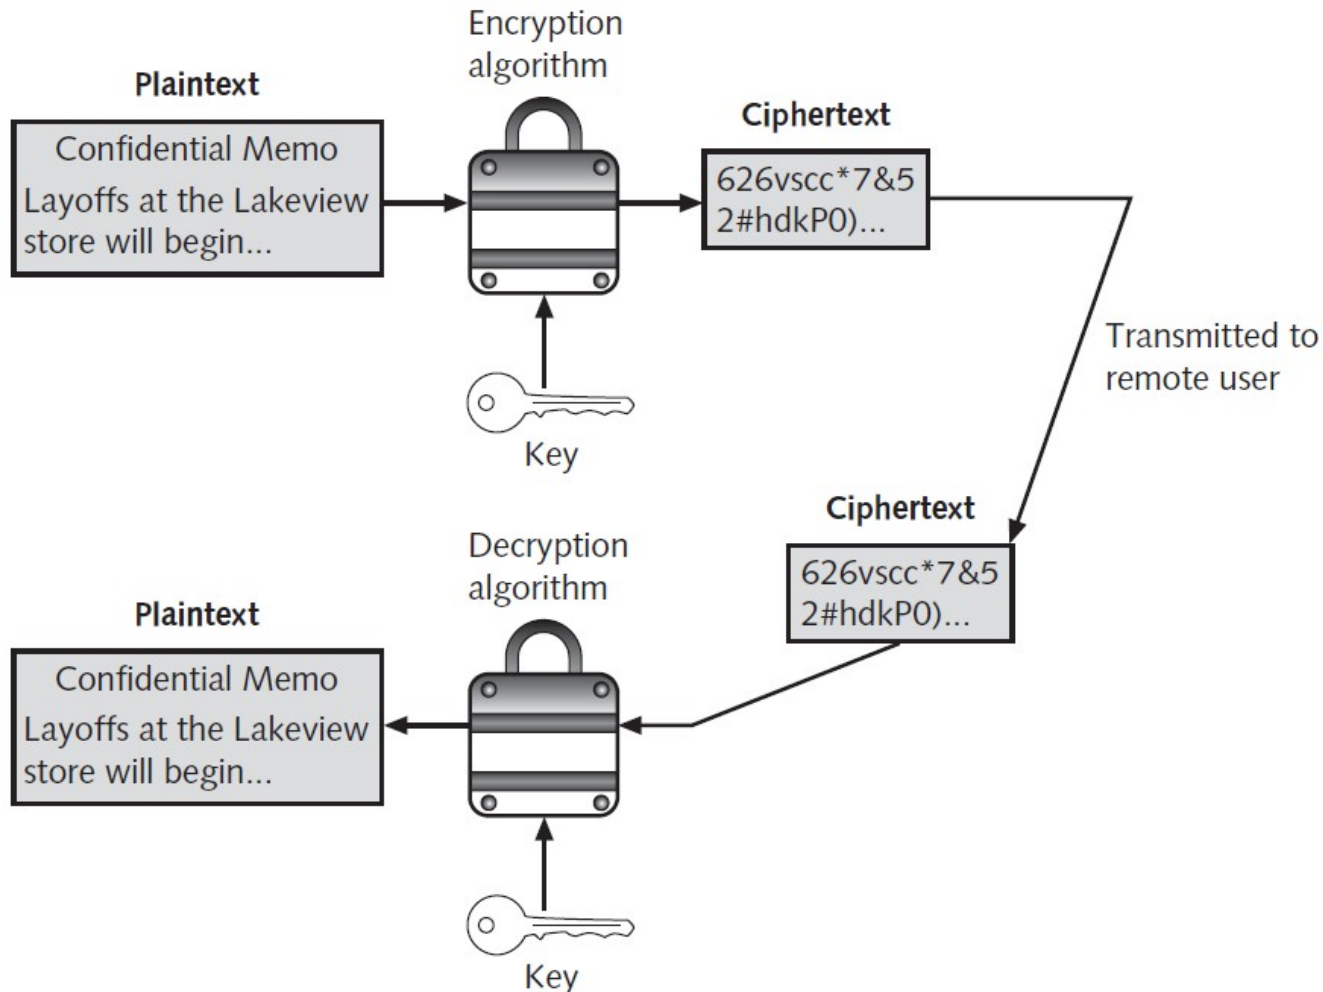 Encryption
algorithm
Plaintext
Confidential Memo
Layoffs at the Lakeview
store will begin...
Ciphertext
626vscc*7&5
2#hdkP0)...
Key
Transmitted to
remote user
Ciphertext
626vscc*7&5
2#hdkP0)...
Decryption
algorithm
Plaintext
Confidential Memo
Layoffs at the Lakeview
store will begin...
Key